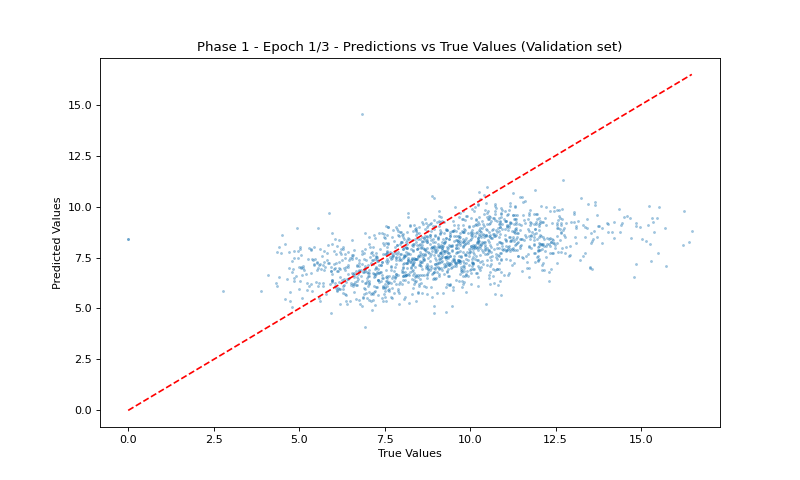 Phase 1 - Epoch 1/3 - Predictions vs True Values (Validation set)
15.0
12.5
10.0
7.5
5.0
2.5
0.0
Predicted Values
0.0 2.5 5.0 7.5 10.0 12.5 15.0
True Values